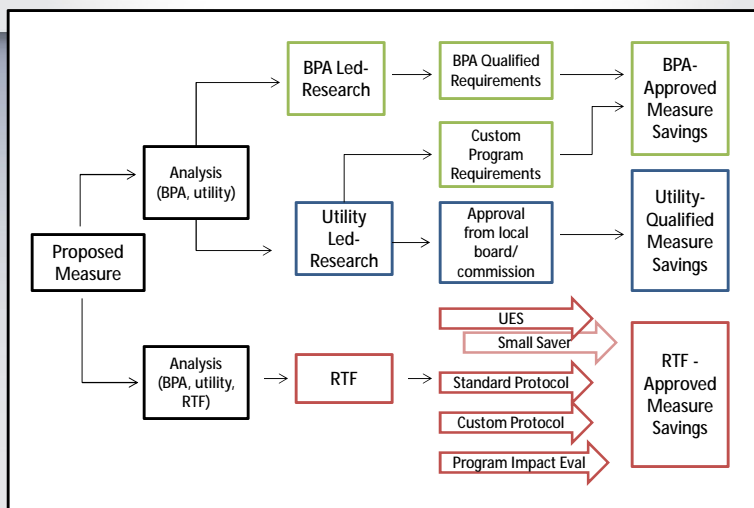 BPA Led-
Research
BPA Qualified
Requirements
BPA-
Approved
Measure
Savings
Custom
Program
Requirements
Analysis
(BPA, utility)
Utility
Led-
Research
Approval
from local
board/
commission
Utility-
Qualified
Measure
Savings
Proposed
Measure
Analysis
(BPA, utility,
RTF)
RTF
UES
Small Saver
Standard Protocol
Custom Protocol
Program Impact Eval
RTF -
Approved
Measure
Savings